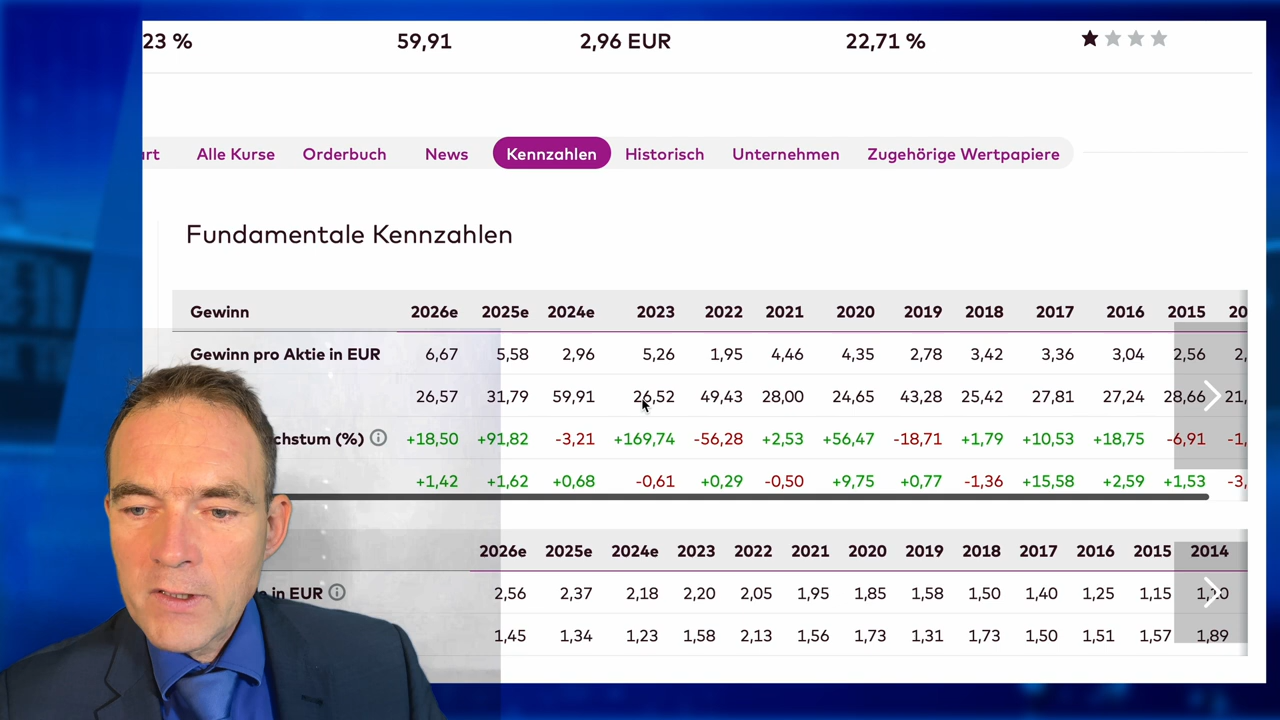 23 % 59,91 2,96 EUR 22,71 %
rt Alle Kurse Orderbuch News Kennzahlen Historisch Unternehmen Zugehörige Wertpapiere
Fundamentale Kennzahlen
Gewinn 2026e 2025e 2024e 2023 2022 2021 2020 2019 2018 2017 2016 2015 20
Gewinn pro Aktie in EUR 6,67 5,58 2,96 5,26 1,95 4,46 4,35 2,78 3,42 3,36 3,04 2,56 2,
26,57 31,79 59,91 26,52 49,43 28,00 24,65 43,28 25,42 27,81 27,24 28,66 21,
chstum (%) +18,50 +91,82 -3,21 +169,74 -56,28 +2,53 +56,47 -18,71 +1,79 +10,53 +18,75 -6,91 -1,
+1,42 +1,62 +0,68 -0,61 +0,29 -0,50 +9,75 +0,77 -1,36 +15,58 +2,59 +1,53 -3,
2026e 2025e 2024e 2023 2022 2021 2020 2019 2018 2017 2016 2015 2014
in EUR 2,56 2,37 2,18 2,20 2,05 1,95 1,85 1,58 1,50 1,40 1,25 1,15
1,45 1,34 1,23 1,58 2,13 1,56 1,73 1,31 1,73 1,50 1,51 1,57 1,89